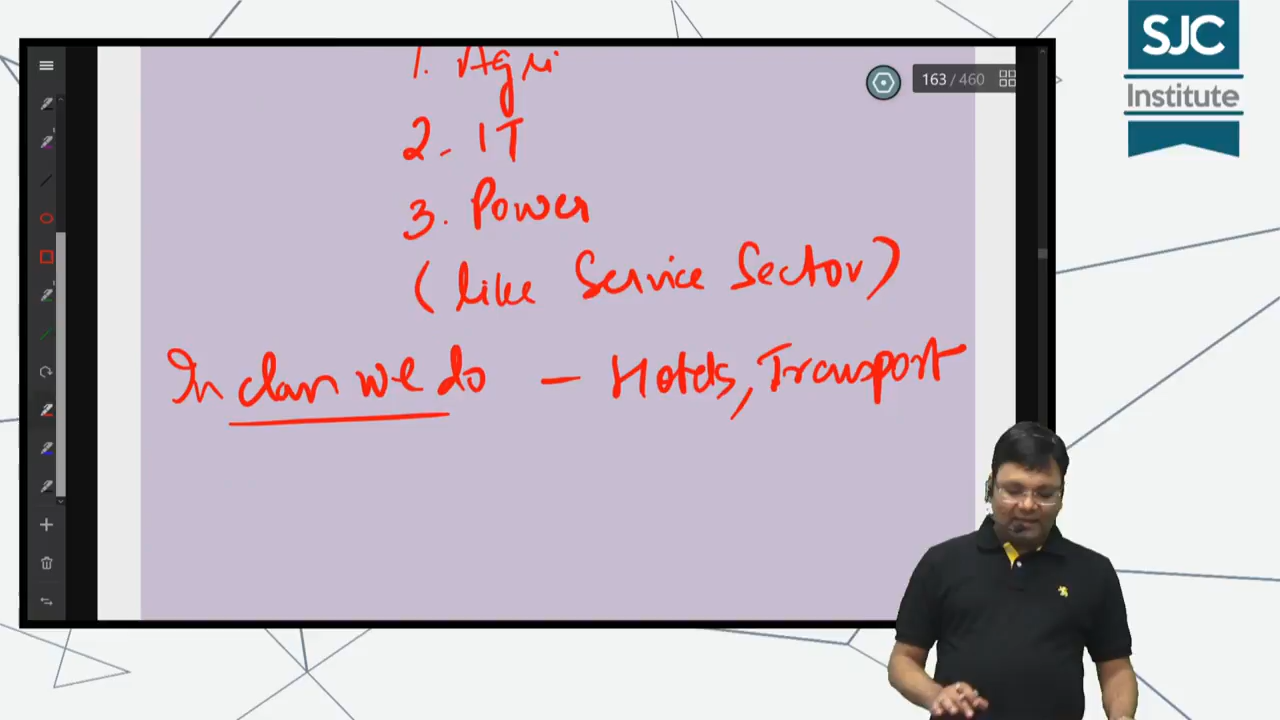 SJC
Institute
163 / 460
1. Agri
2. IT
3. Power
(like Service Sector)
In class we do – Hotels, Transport